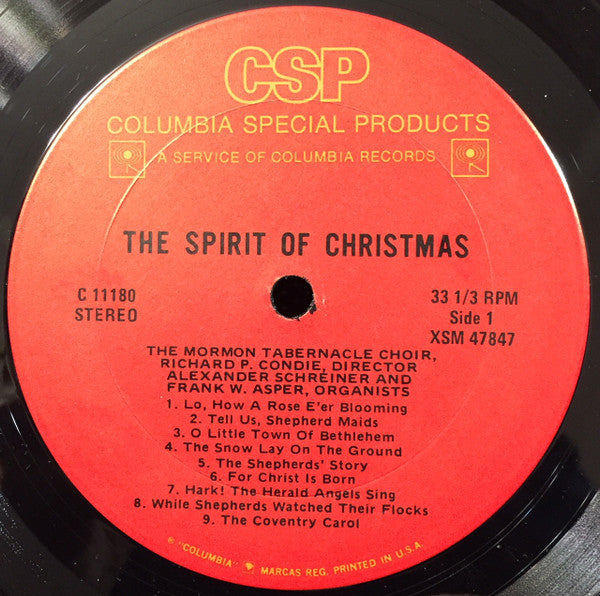 CSP
COLUMBIA SPECIAL PRODUCTS
A SERVICE OF COLUMBIA RECORDS
THE SPIRIT OF CHRISTMAS
C 11180
STEREO
33 1/3 RPM
Side 1
XSM 47847
THE MORMON TABERNACLE CHOIR,
RICHARD P. CONDIE, DIRECTOR
ALEXANDER SCHREINER AND
FRANK W. ASPER, ORGANISTS
1. Lo, How A Rose E'er Blooming
2. Tell Us, Shepherd Maids
3. O Little Town Of Bethlehem
4. The Snow Lay On The Ground
5. The Shepherds' Story
6. For Christ Is Born
7. Hark! The Herald Angels Sing
8. While Shepherds Watched Their Flocks
9. The Coventry Carol
® "COLUMBIA" MARCAS REG. PRINTED IN U.S.A.